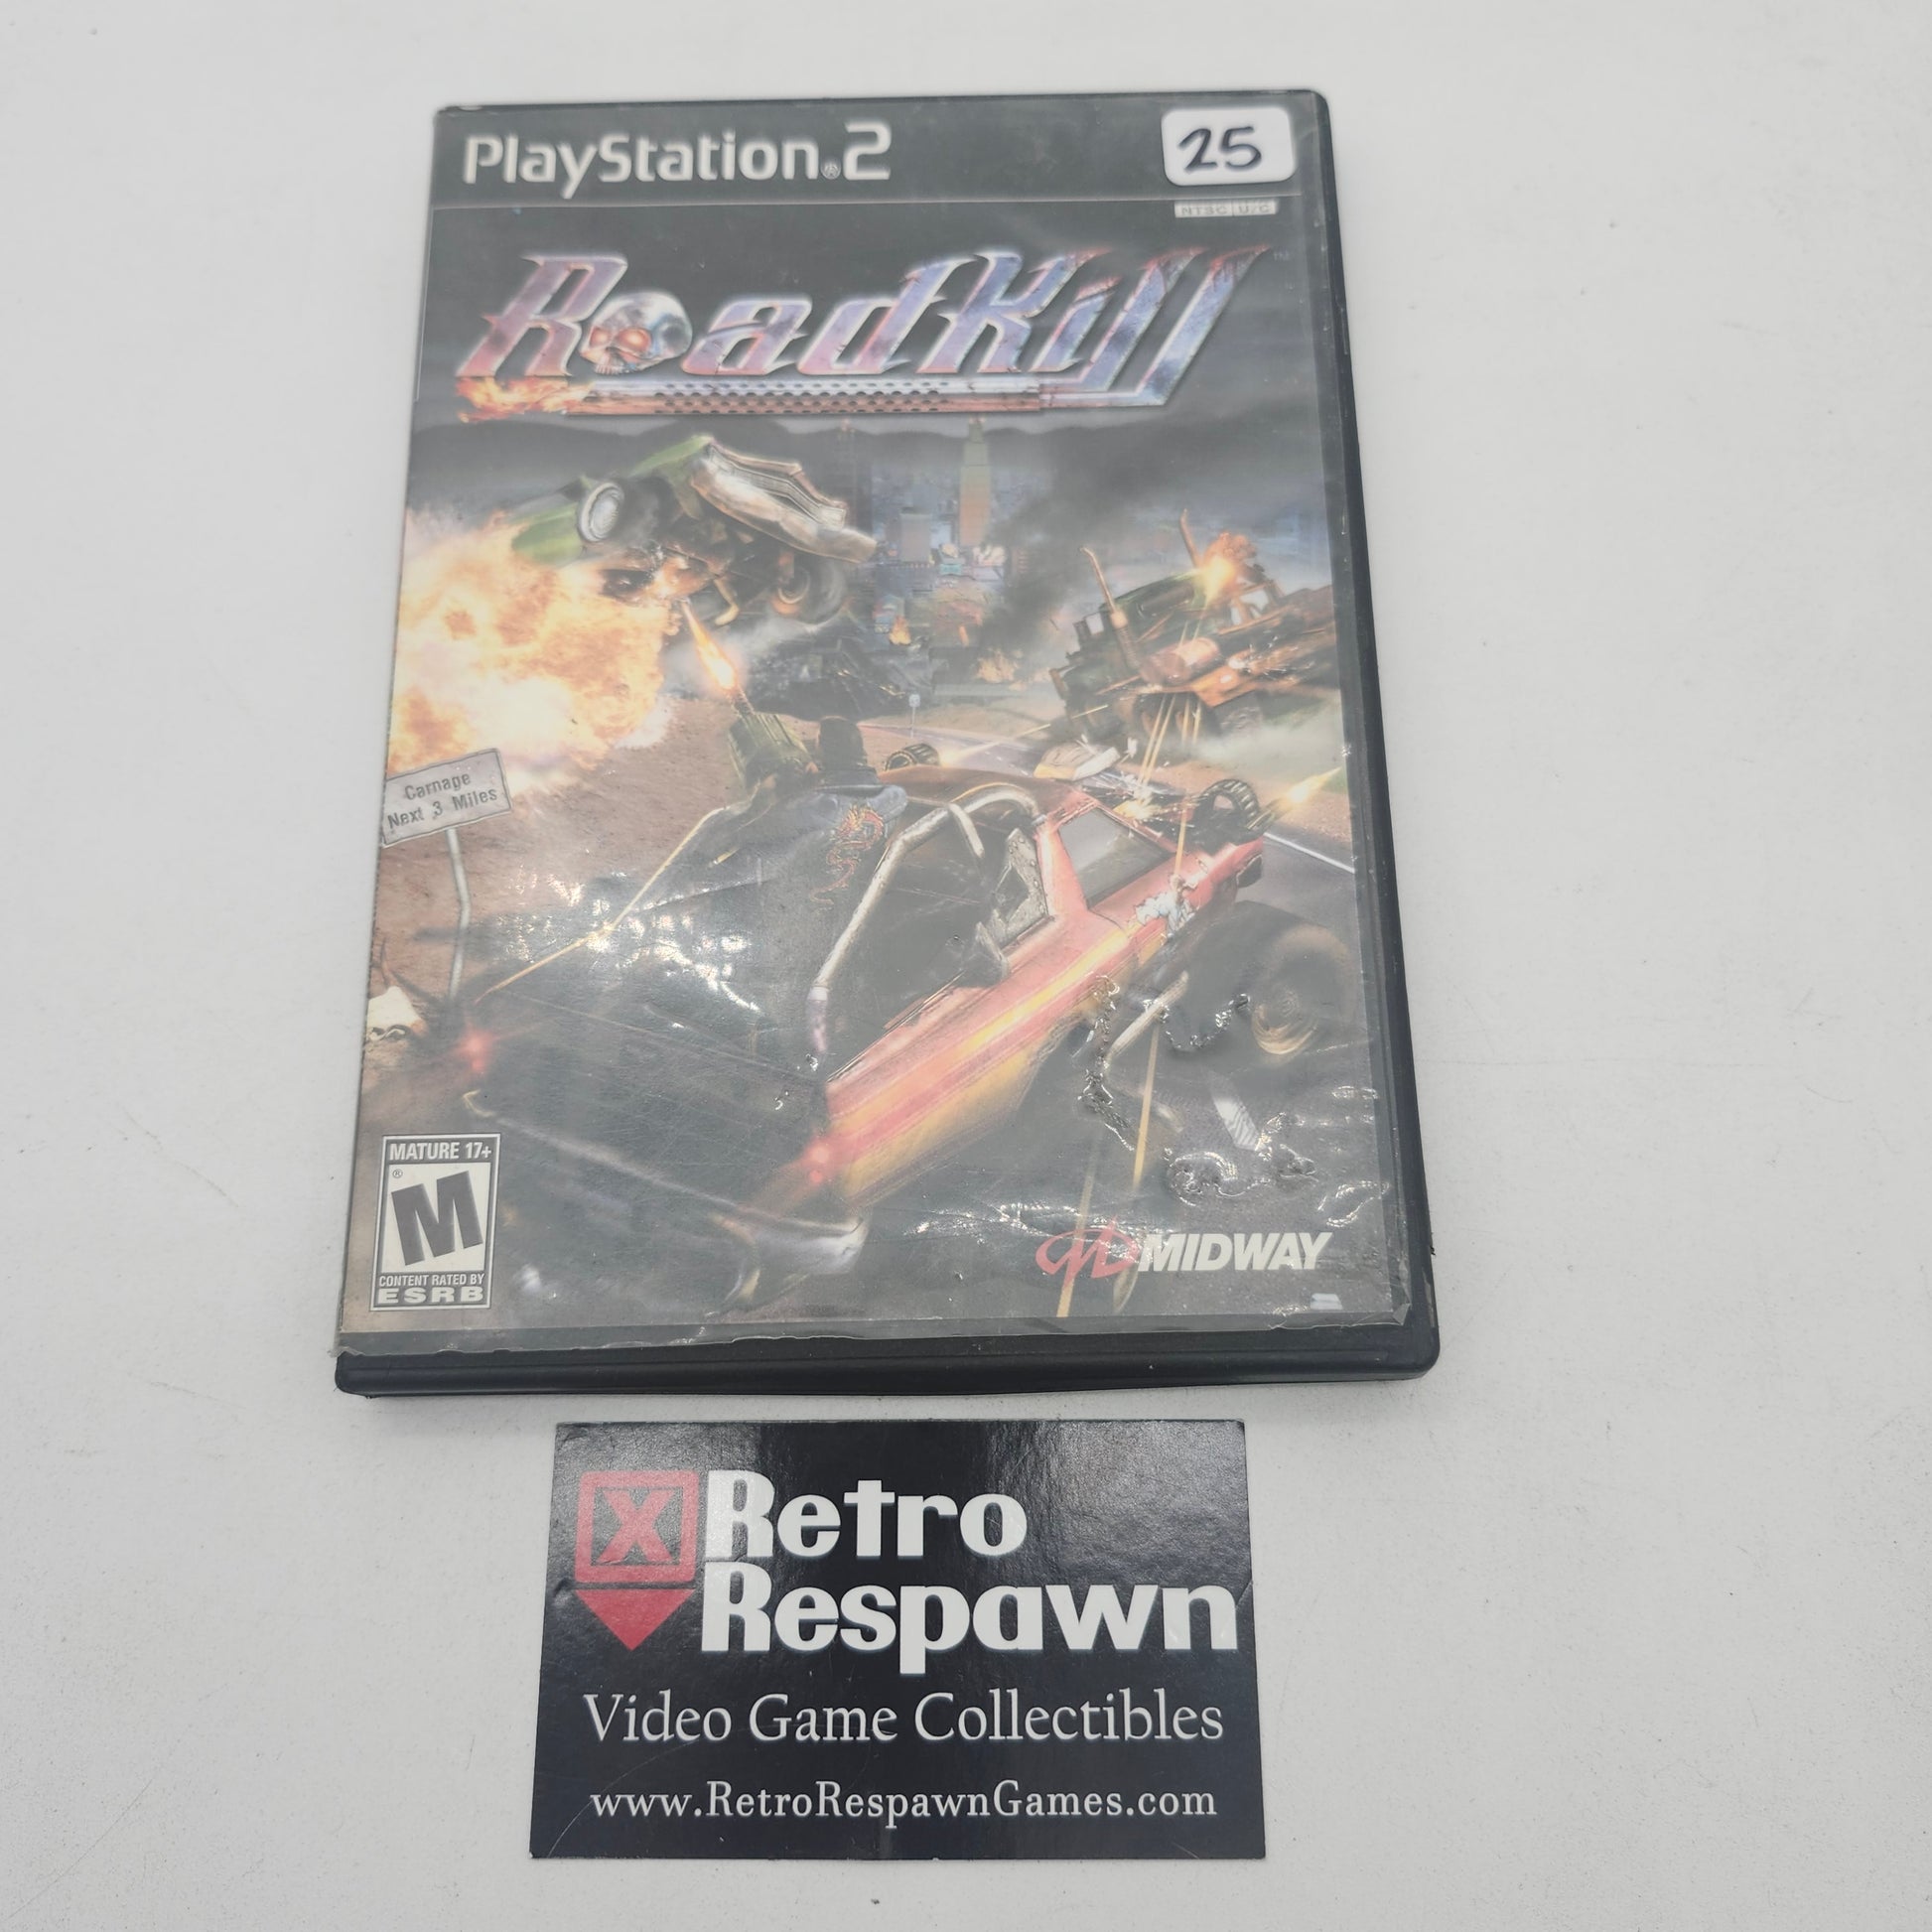 PlayStation®2
25
NTSC U/C
RoadKill™
Carnage
Next 3 Miles
MATURE 17+
M®
CONTENT RATED BY
ESRB
MIDWAY
X Retro
Respawn
Video Game Collectibles
www.RetroRespawnGames.com